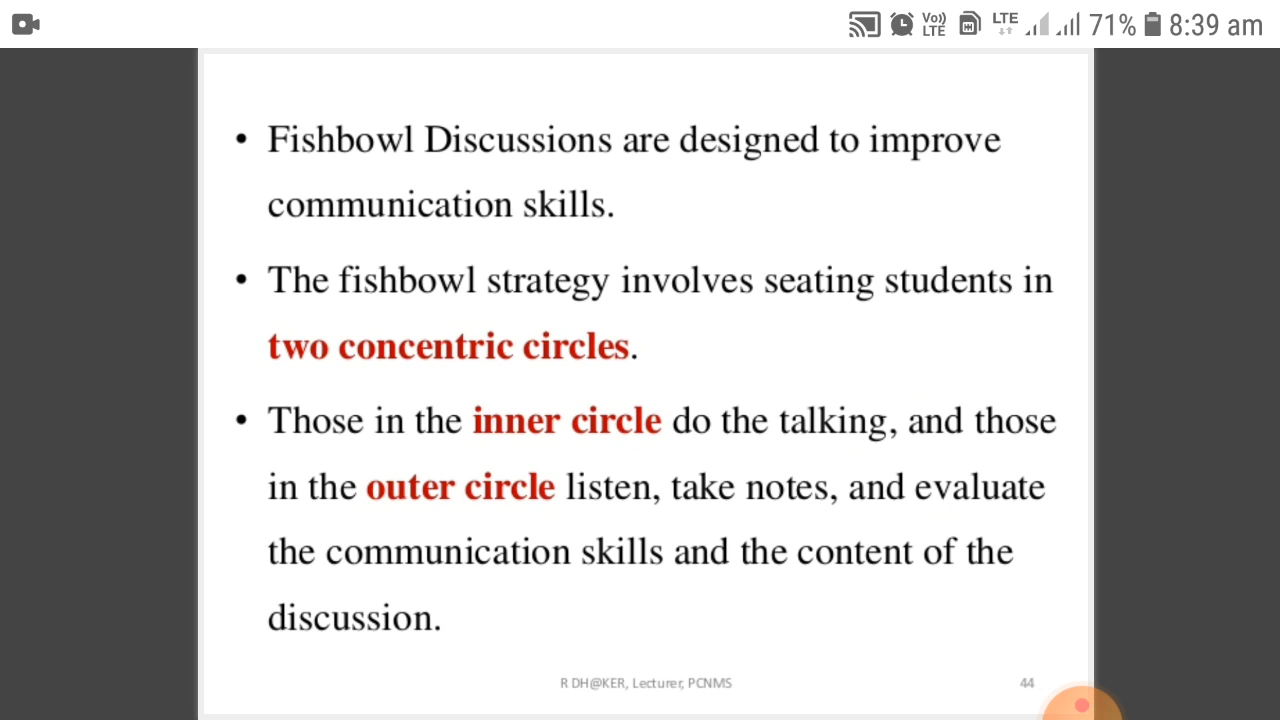 Vo)) LTE LTE 71% 8:39 am
• Fishbowl Discussions are designed to improve
communication skills.
• The fishbowl strategy involves seating students in
two concentric circles.
• Those in the inner circle do the talking, and those
in the outer circle listen, take notes, and evaluate
the communication skills and the content of the
discussion.
R DH@KER, Lecturer, PCNMS 44